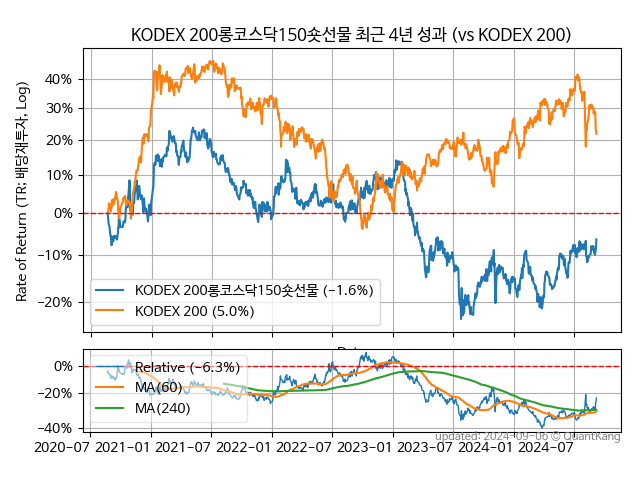 KODEX 200롱코스닥150숏선물 최근 4년 성과 (vs KODEX 200)
Rate of Return (TR: 배당재투자, Log)
40%
30%
20%
10%
0%
−10%
−20%
KODEX 200롱코스닥150숏선물 (−1.6%)
KODEX 200 (5.0%)
0%
−20%
−40%
Relative (−6.3%)
MA(60)
MA(240)
updated: 2024-09-06 © QuantKang
2020-07 2021-01 2021-07 2022-01 2022-07 2023-01 2023-07 2024-01 2024-07